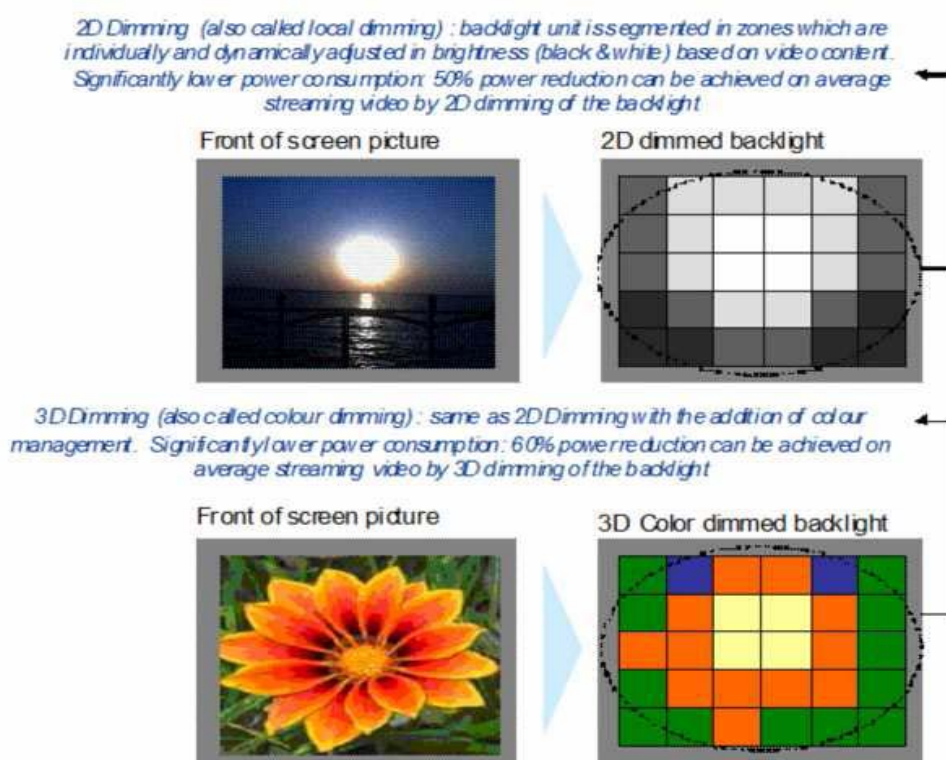 2D Dimming (also called local dimming) : backlight unit is segmented in zones which are
individually and dynamically adjusted in brightness (black & white) based on video content.
Significantly lower power consumption: 50% power reduction can be achieved on average
streaming video by 2D dimming of the backlight
Front of screen picture
2D dimmed backlight
3D Dimming (also called colour dimming) : same as 2D Dimming with the addition of colour
management. Significantly lower power consumption : 60% power reduction can be achieved on
average streaming video by 3D dimming of the backlight
Front of screen picture
3D Color dimmed backlight